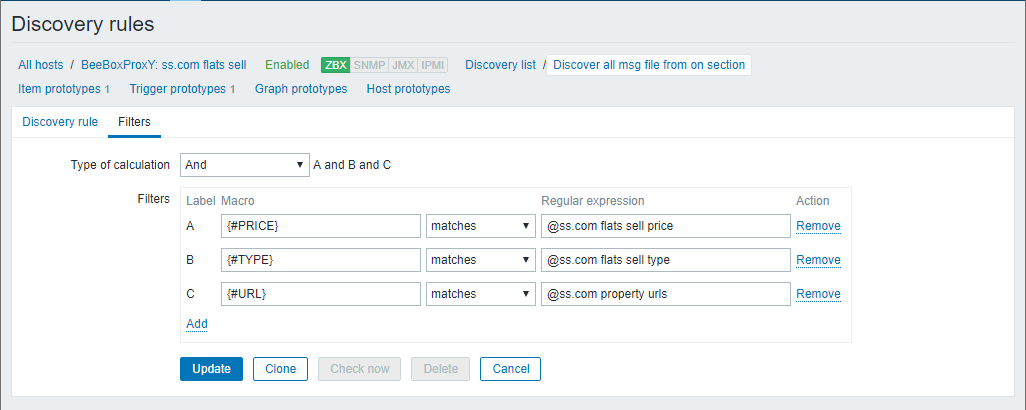 Discovery rules
All hosts / BeeBoxProxY: ss.com flats sell Enabled ZBX SNMP JMX IPMI Discovery list / Discover all msg file from on section
Item prototypes 1 Trigger prototypes 1 Graph prototypes Host prototypes
Discovery rule Filters
Type of calculation And A and B and C
Filters Label Macro Regular expression Action
A {#PRICE} matches @ss.com flats sell price Remove
B {#TYPE} matches @ss.com flats sell type Remove
C {#URL} matches @ss.com property urls Remove
Add
Update Clone Check now Delete Cancel